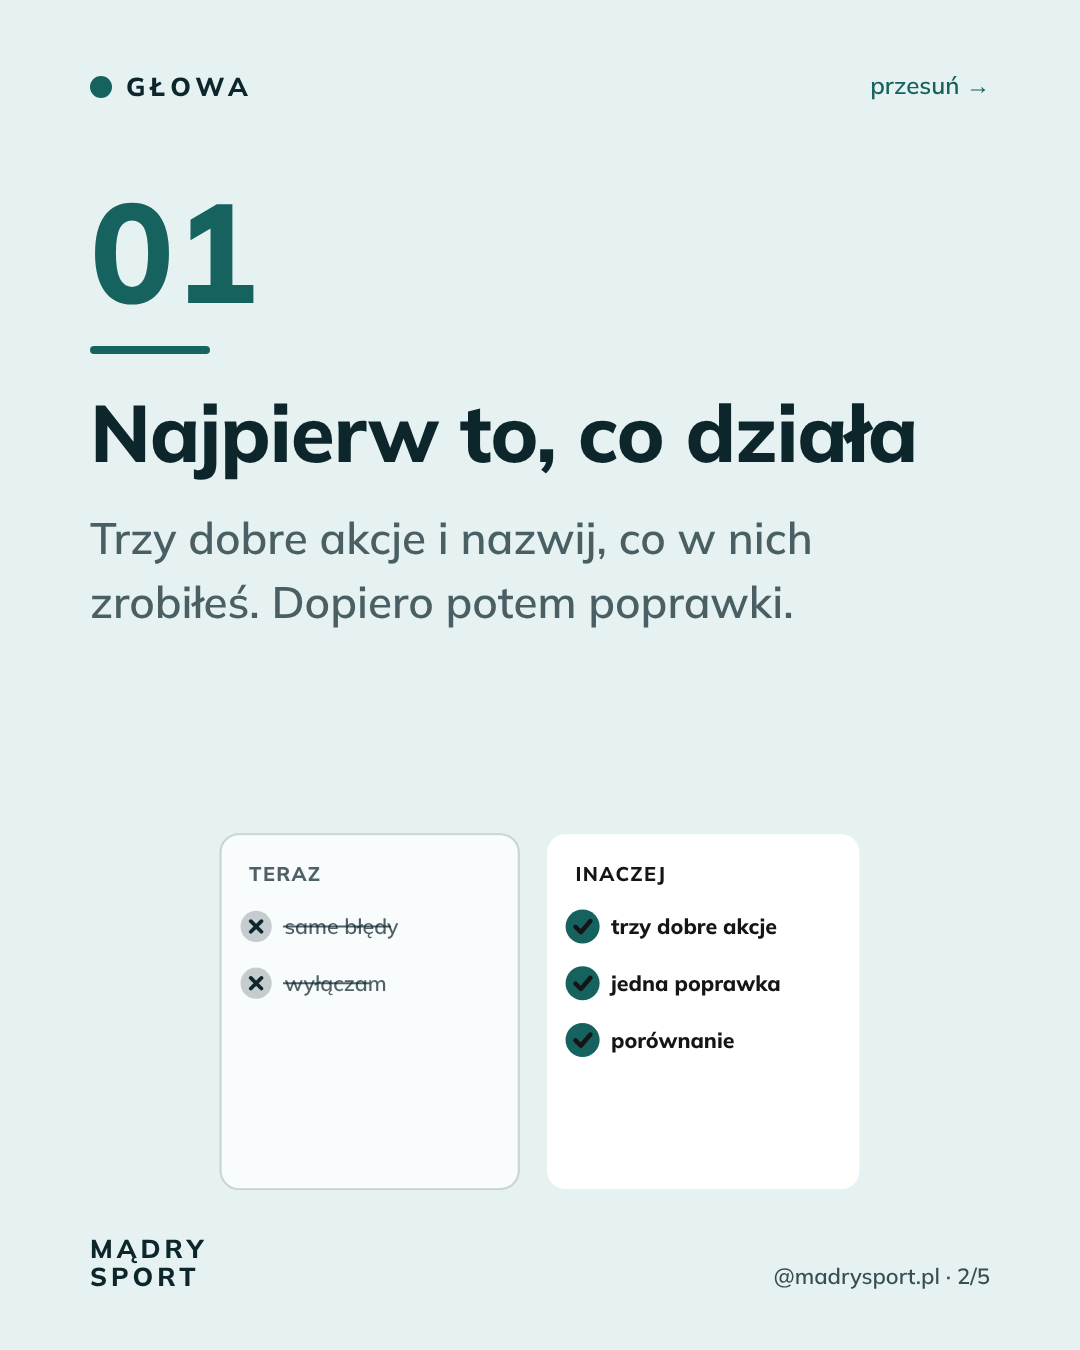 GŁOWA
przesuń →
01
Najpierw to, co działa
Trzy dobre akcje i nazwij, co w nich
zrobiłeś. Dopiero potem poprawki.
TERAZ
same błędy
wyłączam
INACZEJ
trzy dobre akcje
jedna poprawka
porównanie
MĄDRY
SPORT
@madrysport.pl · 2/5